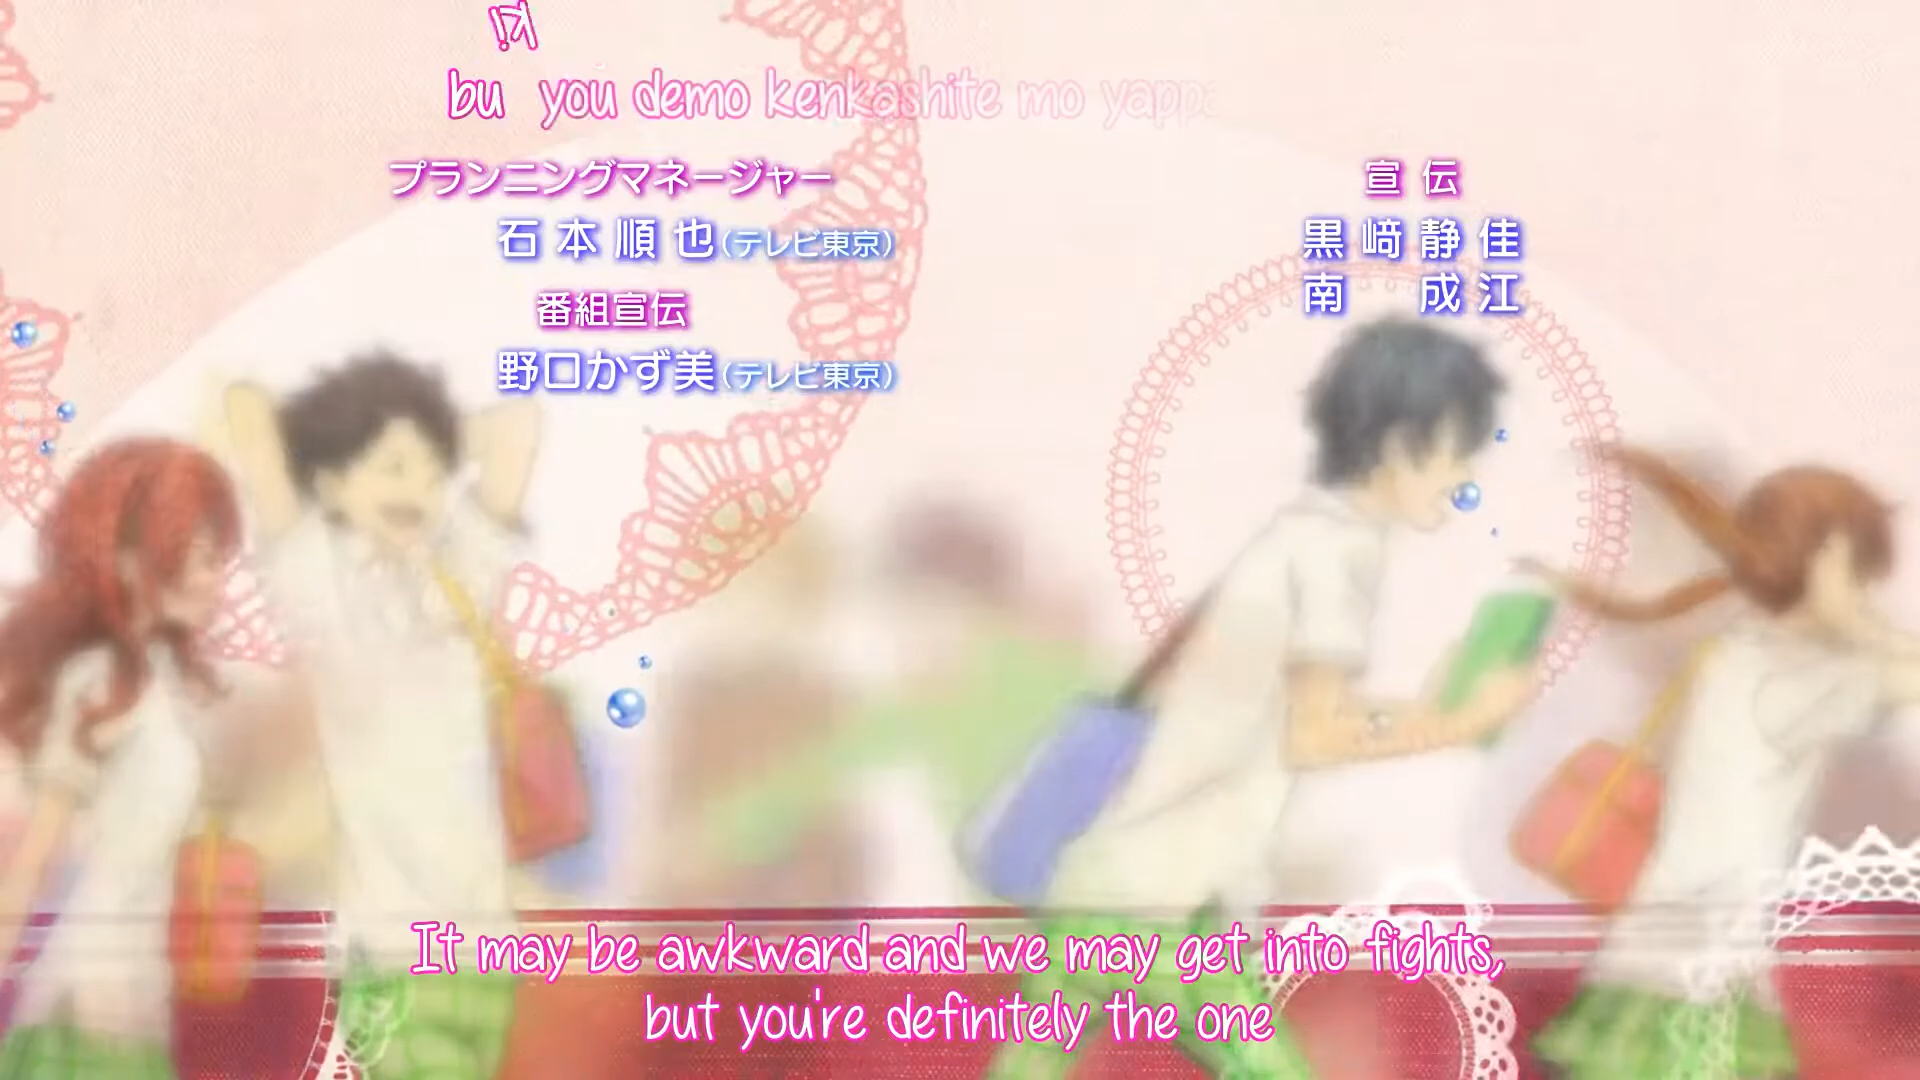 ki
bu you demo kenkashite mo yappa
プランニングマネージャー
石本順也(テレビ東京)
番組宣伝
野口かず美(テレビ東京)
宣伝
黒﨑静佳
南 成江
It may be awkward and we may get into fights,
but you're definitely the one